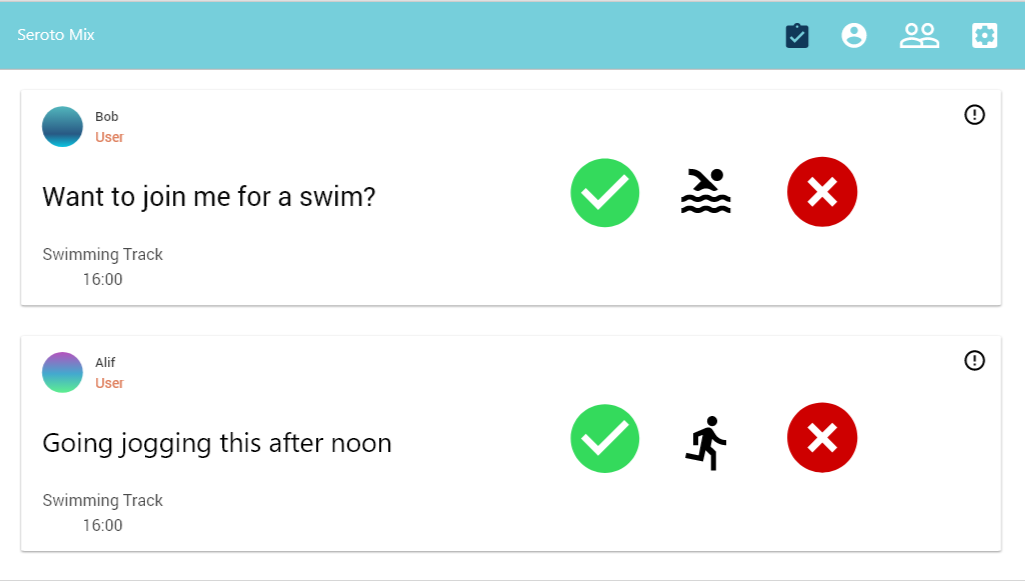 Seroto Mix
Bob
User
Want to join me for a swim?
Swimming Track
16:00
Alif
User
Going jogging this after noon
Swimming Track
16:00